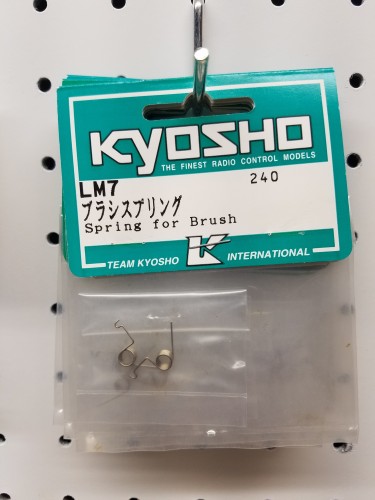 KYOSHO
THE FINEST RADIO CONTROL MODELS
LM7
240
ブラシスプリング
Spring for Brush
TEAM KYOSHO K INTERNATIONAL